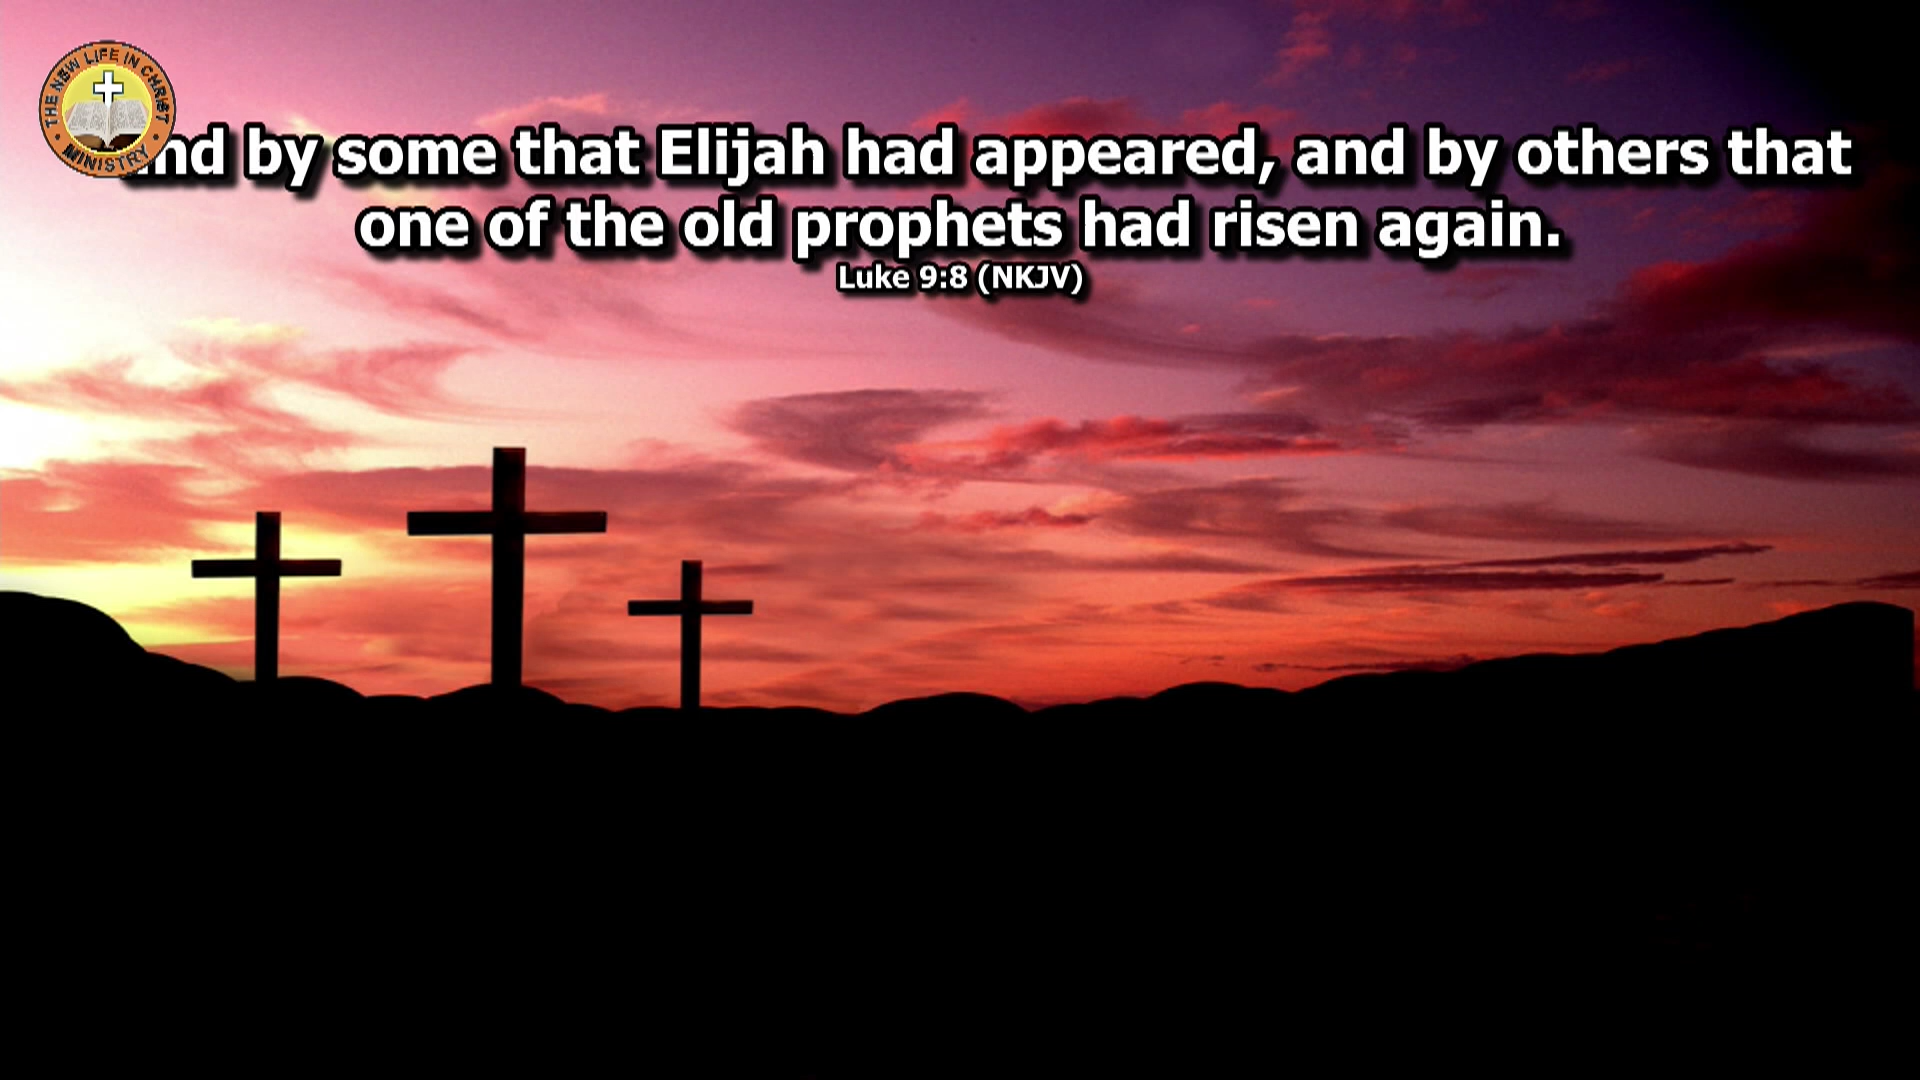 THE NEW LIFE IN CHRIST
MINISTRY
nd by some that Elijah had appeared, and by others that
one of the old prophets had risen again.
Luke 9:8 (NKJV)